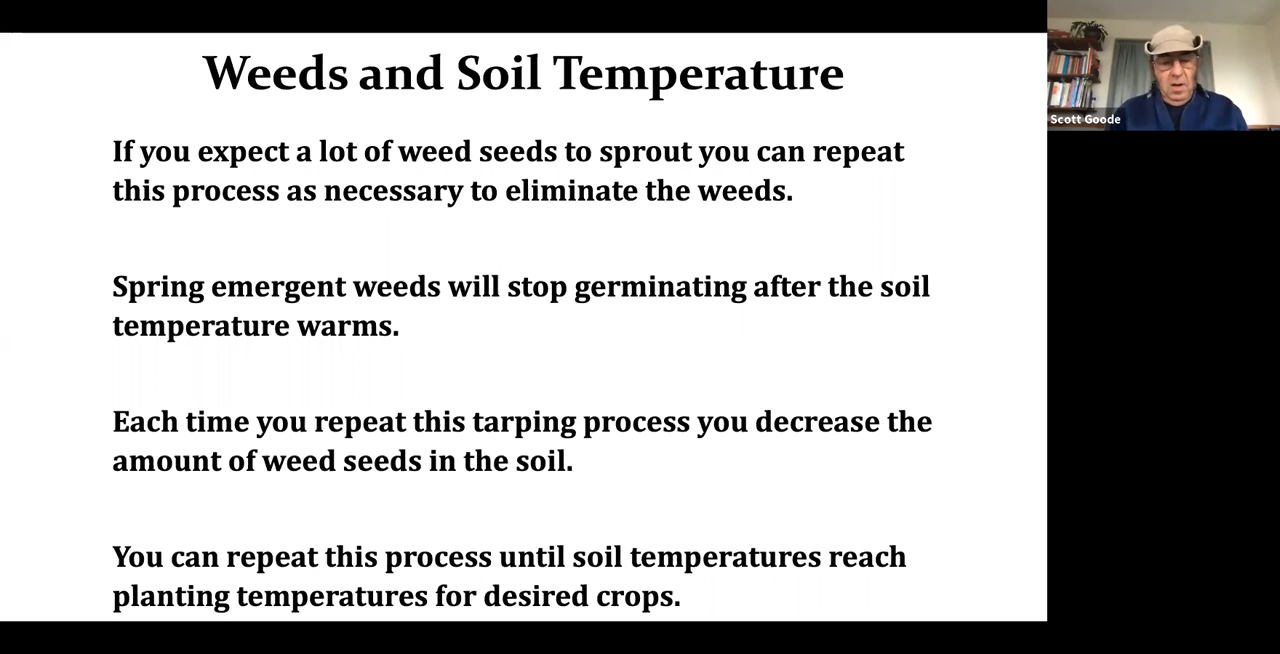 Weeds and Soil Temperature
If you expect a lot of weed seeds to sprout you can repeat
this process as necessary to eliminate the weeds.
Spring emergent weeds will stop germinating after the soil
temperature warms.
Each time you repeat this tarping process you decrease the
amount of weed seeds in the soil.
You can repeat this process until soil temperatures reach
planting temperatures for desired crops.
Scott Goode